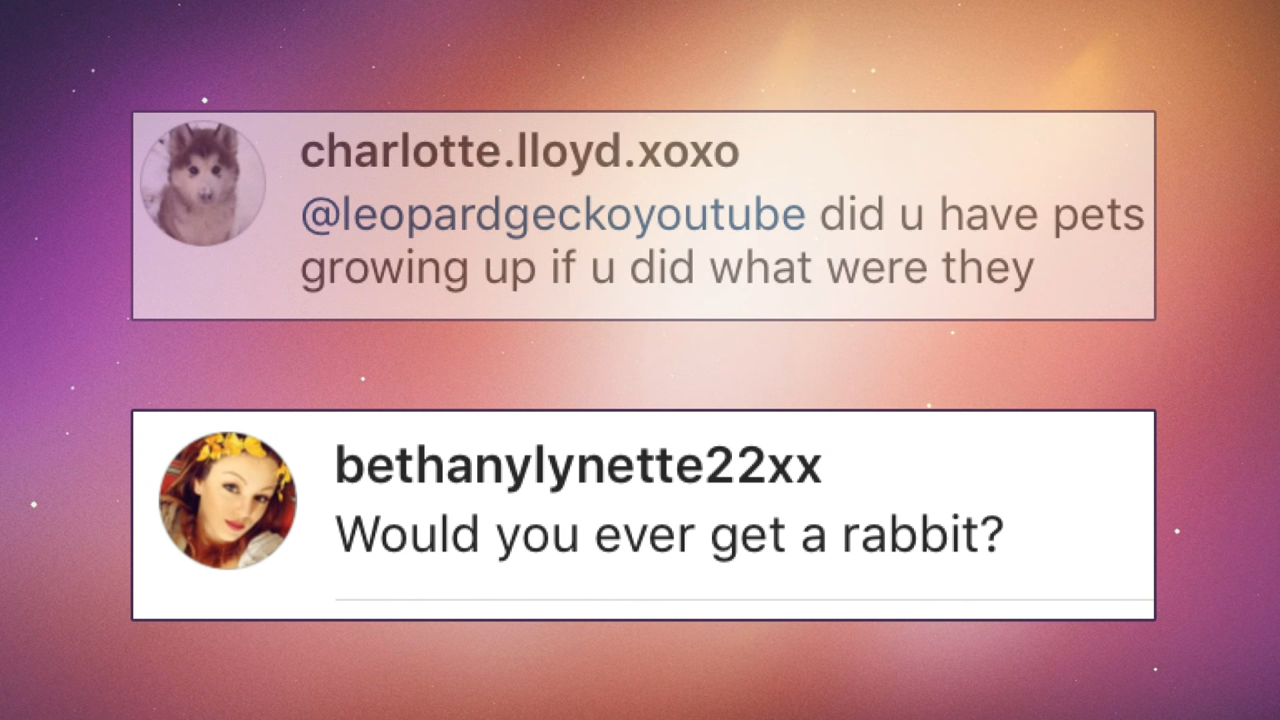 charlotte.lloyd.xoxo
@leopardgeckoyoutube did u have pets
growing up if u did what were they
bethanylynette22xx
Would you ever get a rabbit?